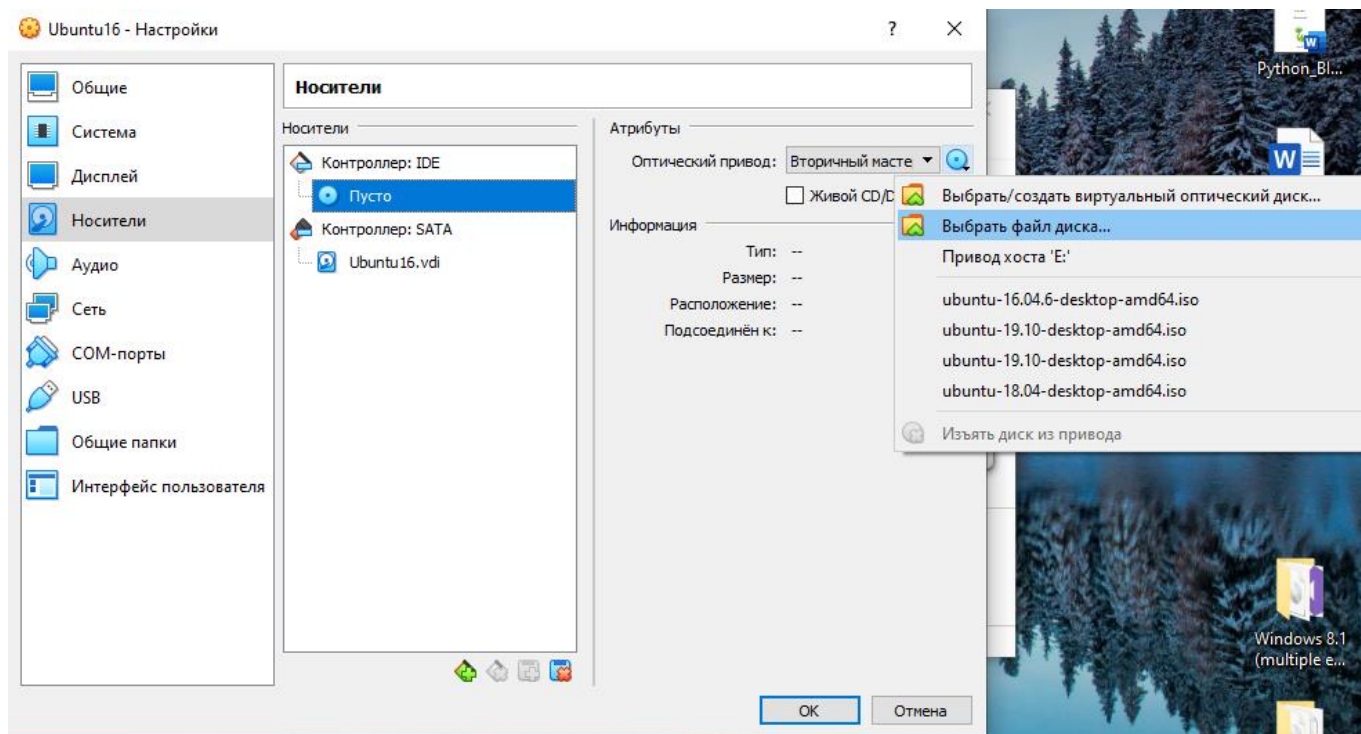 Ubuntu16 - Настройки
?
Общие
Система
Дисплей
Носители
Аудио
Сеть
COM-порты
USB
Общие папки
Интерфейс пользователя
Носители
Носители
Контроллер: IDE
Пусто
Контроллер: SATA
Ubuntu16.vdi
Атрибуты
Оптический привод: Вторичный масте
Живой CD/D
Информация
Тип: --
Размер: --
Расположение: --
Подсоединён к: --
Выбрать/создать виртуальный оптический диск...
Выбрать файл диска...
Привод хоста 'E:'
ubuntu-16.04.6-desktop-amd64.iso
ubuntu-19.10-desktop-amd64.iso
ubuntu-19.10-desktop-amd64.iso
ubuntu-18.04-desktop-amd64.iso
Изъять диск из привода
OK
Отмена
W
Python_Bl...
W
Windows 8.1
(multiple e...